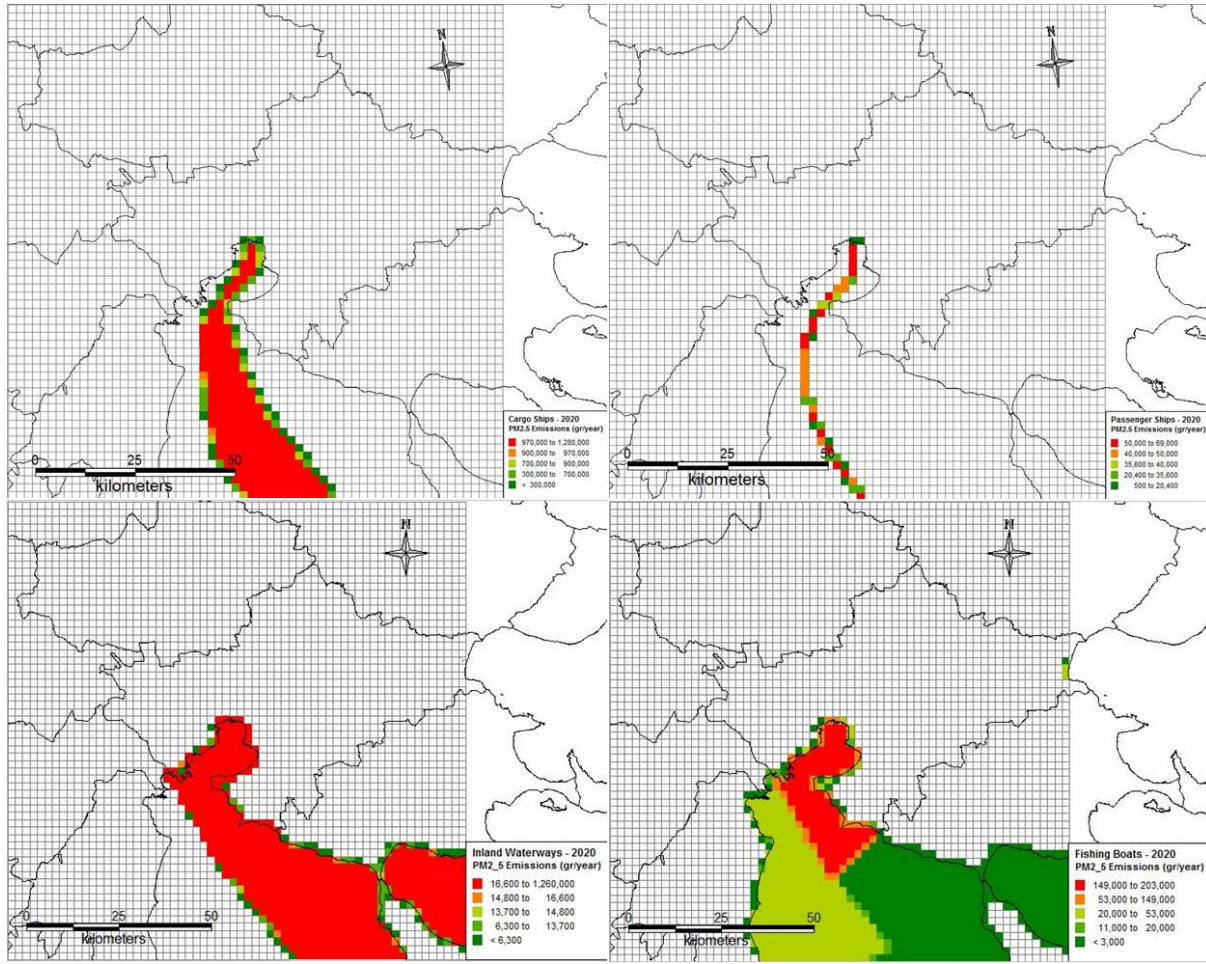 N
Cargo Ships - 2020
PM2.5 Emissions (gr/year)
970,000 to 1,280,000
900,000 to 970,000
700,000 to 900,000
300,000 to 700,000
< 300,000
0 25 50
kilometers
N
Passenger Ships - 2020
PM2.5 Emissions (gr/year)
50,000 to 69,000
40,000 to 50,000
35,600 to 40,000
20,400 to 35,600
500 to 20,400
0 25 50
kilometers
N
Inland Waterways - 2020
PM2_5 Emissions (gr/year)
16,600 to 1,260,000
14,800 to 16,600
13,700 to 14,800
6,300 to 13,700
< 6,300
0 25 50
kilometers
N
Fishing Boats - 2020
PM2_5 Emissions (gr/year)
149,000 to 203,000
53,000 to 149,000
20,000 to 53,000
11,000 to 20,000
< 3,000
0 25 50
kilometers